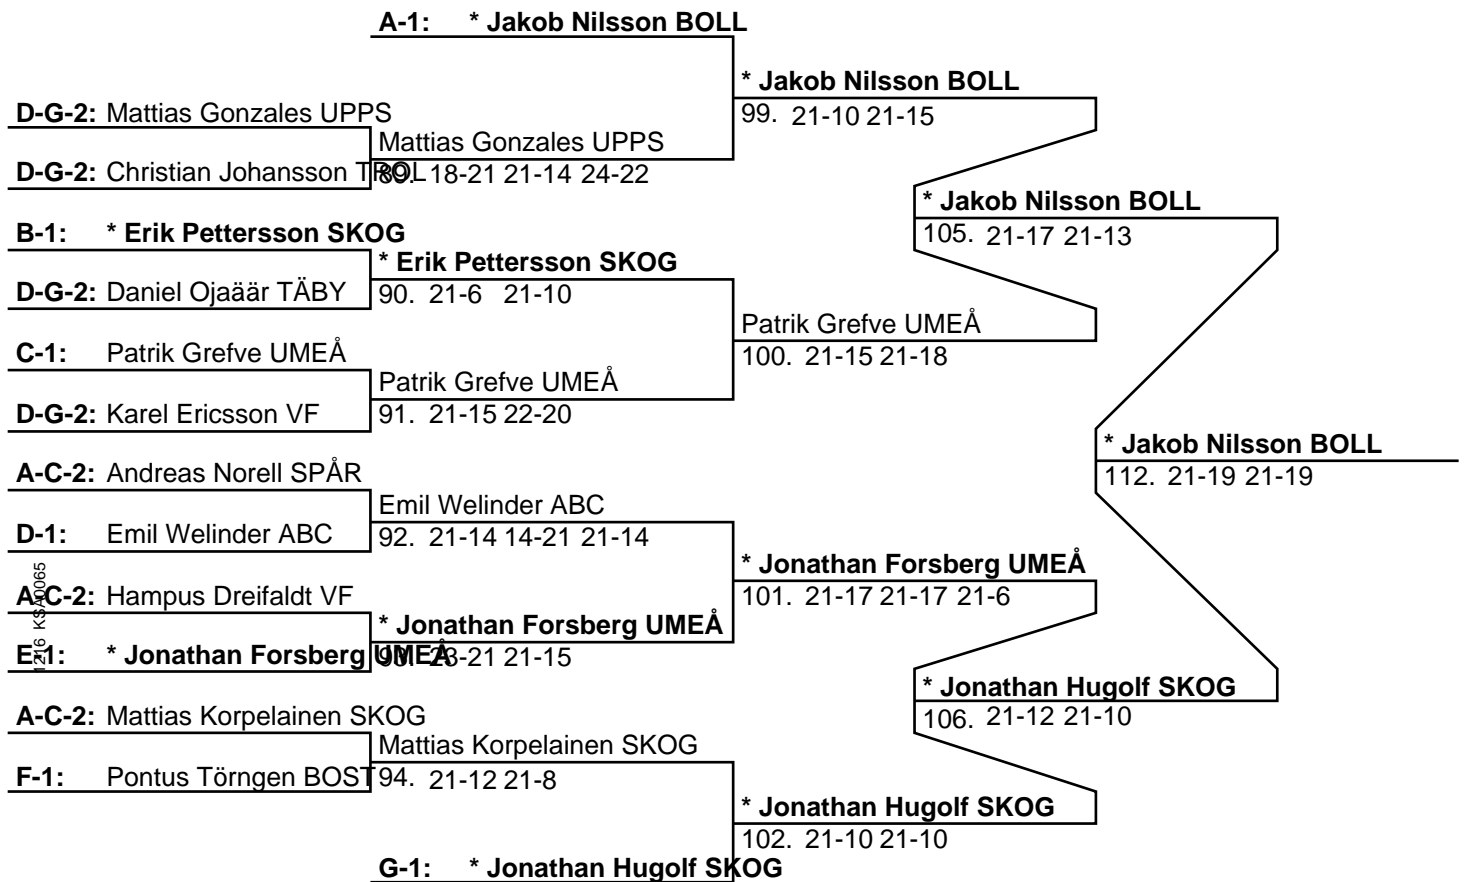 A-1: * Jakob Nilsson BOLL
* Jakob Nilsson BOLL
99. 21-10 21-15
D-G-2: Mattias Gonzales UPPS
Mattias Gonzales UPPS
D-G-2: Christian Johansson TROL
89. 18-21 21-14 24-22
* Jakob Nilsson BOLL
105. 21-17 21-13
B-1: * Erik Pettersson SKOG
* Erik Pettersson SKOG
D-G-2: Daniel Ojaäär TÄBY
90. 21-6 21-10
Patrik Grefve UMEÅ
100. 21-15 21-18
C-1: Patrik Grefve UMEÅ
Patrik Grefve UMEÅ
D-G-2: Karel Ericsson VF
91. 21-15 22-20
* Jakob Nilsson BOLL
112. 21-19 21-19
A-C-2: Andreas Norell SPÅR
Emil Welinder ABC
D-1: Emil Welinder ABC
92. 21-14 14-21 21-14
* Jonathan Forsberg UMEÅ
101. 21-17 21-17 21-6
A-C-2: Hampus Dreifaldt VF
* Jonathan Forsberg UMEÅ
E-1: * Jonathan Forsberg UMEÅ
93. 23-21 21-15
1216 KSA0065
* Jonathan Hugolf SKOG
106. 21-12 21-10
A-C-2: Mattias Korpelainen SKOG
Mattias Korpelainen SKOG
F-1: Pontus Törngen BOST
94. 21-12 21-8
* Jonathan Hugolf SKOG
102. 21-10 21-10
G-1: * Jonathan Hugolf SKOG